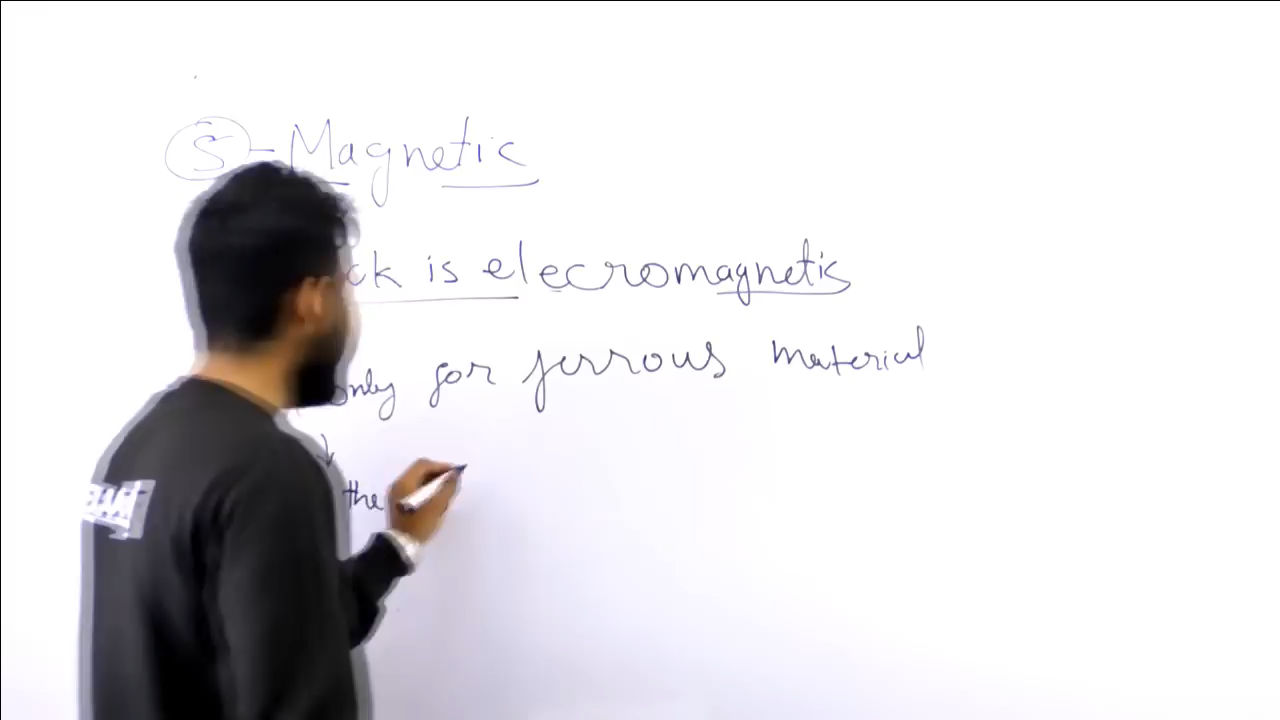 S - Magnetic
ck is elecromagnetis
only for ferrous material
↓
the